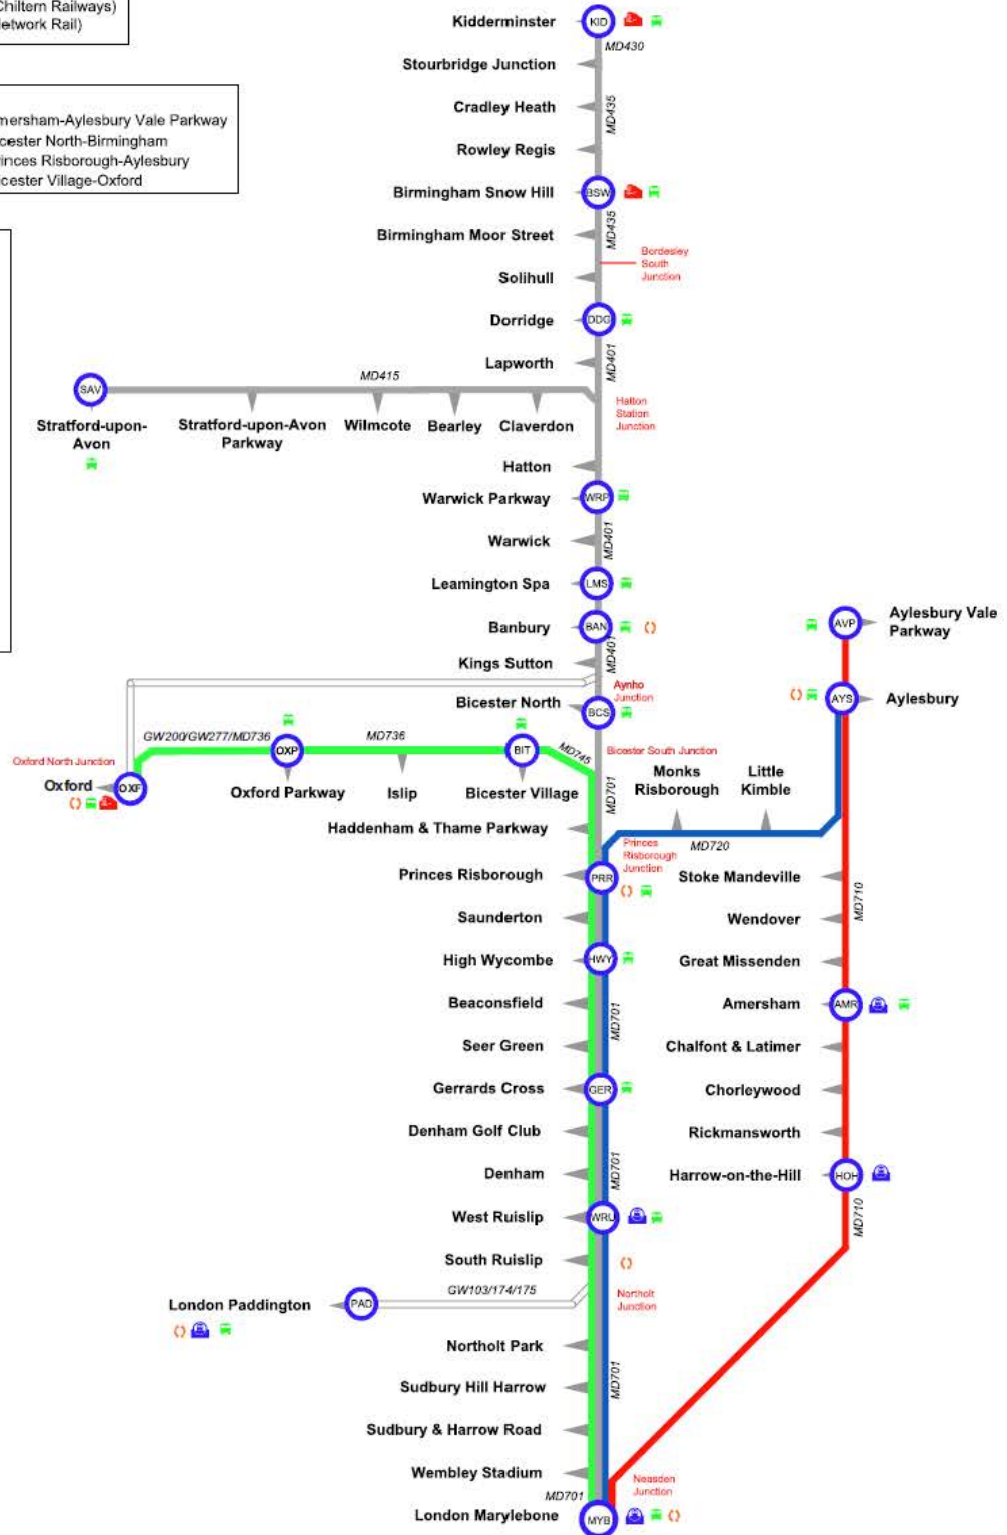 Chiltern Railways)
etwork Rail)
mersham-Aylesbury Vale Parkway
cester North-Birmingham
rinces Risborough-Aylesbury
icester Village-Oxford
Kidderminster
KID
MD430
Stourbridge Junction
Cradley Heath
MD435
Rowley Regis
Birmingham Snow Hill
BSW
Birmingham Moor Street
MD435
Bordesley
South
Junction
Solihull
Dorridge
DDG
Lapworth
MD401
SAV
MD415
Hatton
Station
Junction
Stratford-upon-
Avon
Stratford-upon-Avon
Parkway
Wilmcote
Bearley
Claverdon
Hatton
Warwick Parkway
WRP
Warwick
MD401
Leamington Spa
LMS
Banbury
BAN
MD401
Kings Sutton
Aynho
Junction
Bicester North
BCS
AVP
Aylesbury Vale
Parkway
AYS
Aylesbury
GW200/GW277/MD736
OXP
MD736
BIT
MD745
Bicester South Junction
Oxford North Junction
Oxford
OXF
Oxford Parkway
Islip
Bicester Village
MD701
Monks
Risborough
Little
Kimble
Haddenham & Thame Parkway
MD720
Princes
Risborough
Junction
Princes Risborough
PRR
Stoke Mandeville
MD710
Saunderton
Wendover
High Wycombe
HWY
Great Missenden
Beaconsfield
MD701
Amersham
AMR
Seer Green
Chalfont & Latimer
Gerrards Cross
GER
Chorleywood
Denham Golf Club
Rickmansworth
Denham
MD701
Harrow-on-the-Hill
HOH
West Ruislip
WRU
MD710
South Ruislip
GW103/174/175
Northolt
Junction
London Paddington
PAD
Northolt Park
Sudbury Hill Harrow
MD701
Sudbury & Harrow Road
Wembley Stadium
Neasden
Junction
MD701
London Marylebone
MYB